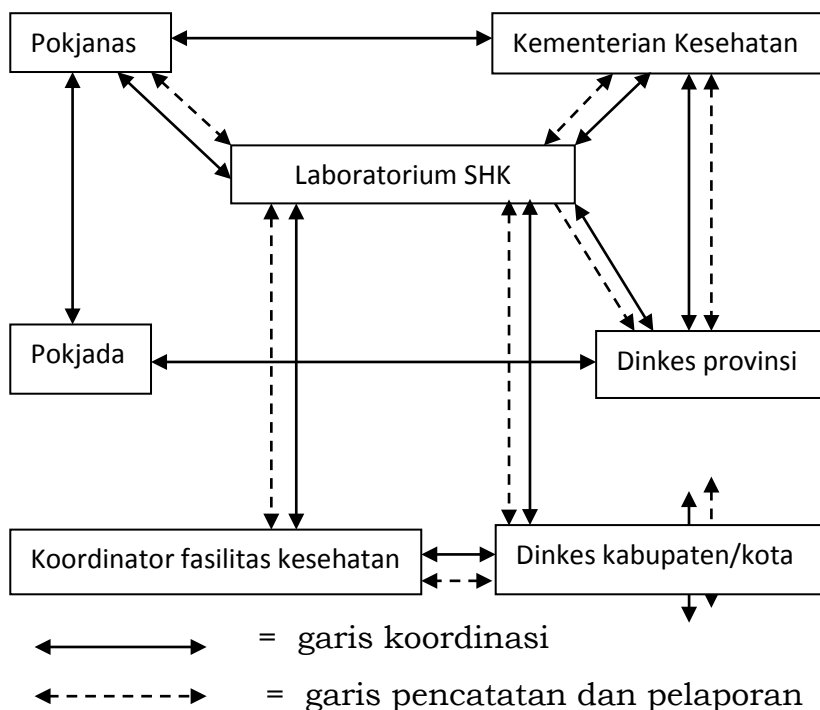 Pokjanas
Kementerian Kesehatan
Laboratorium SHK
Pokjada
Dinkes provinsi
Koordinator fasilitas kesehatan
Dinkes kabupaten/kota
= garis koordinasi
= garis pencatatan dan pelaporan